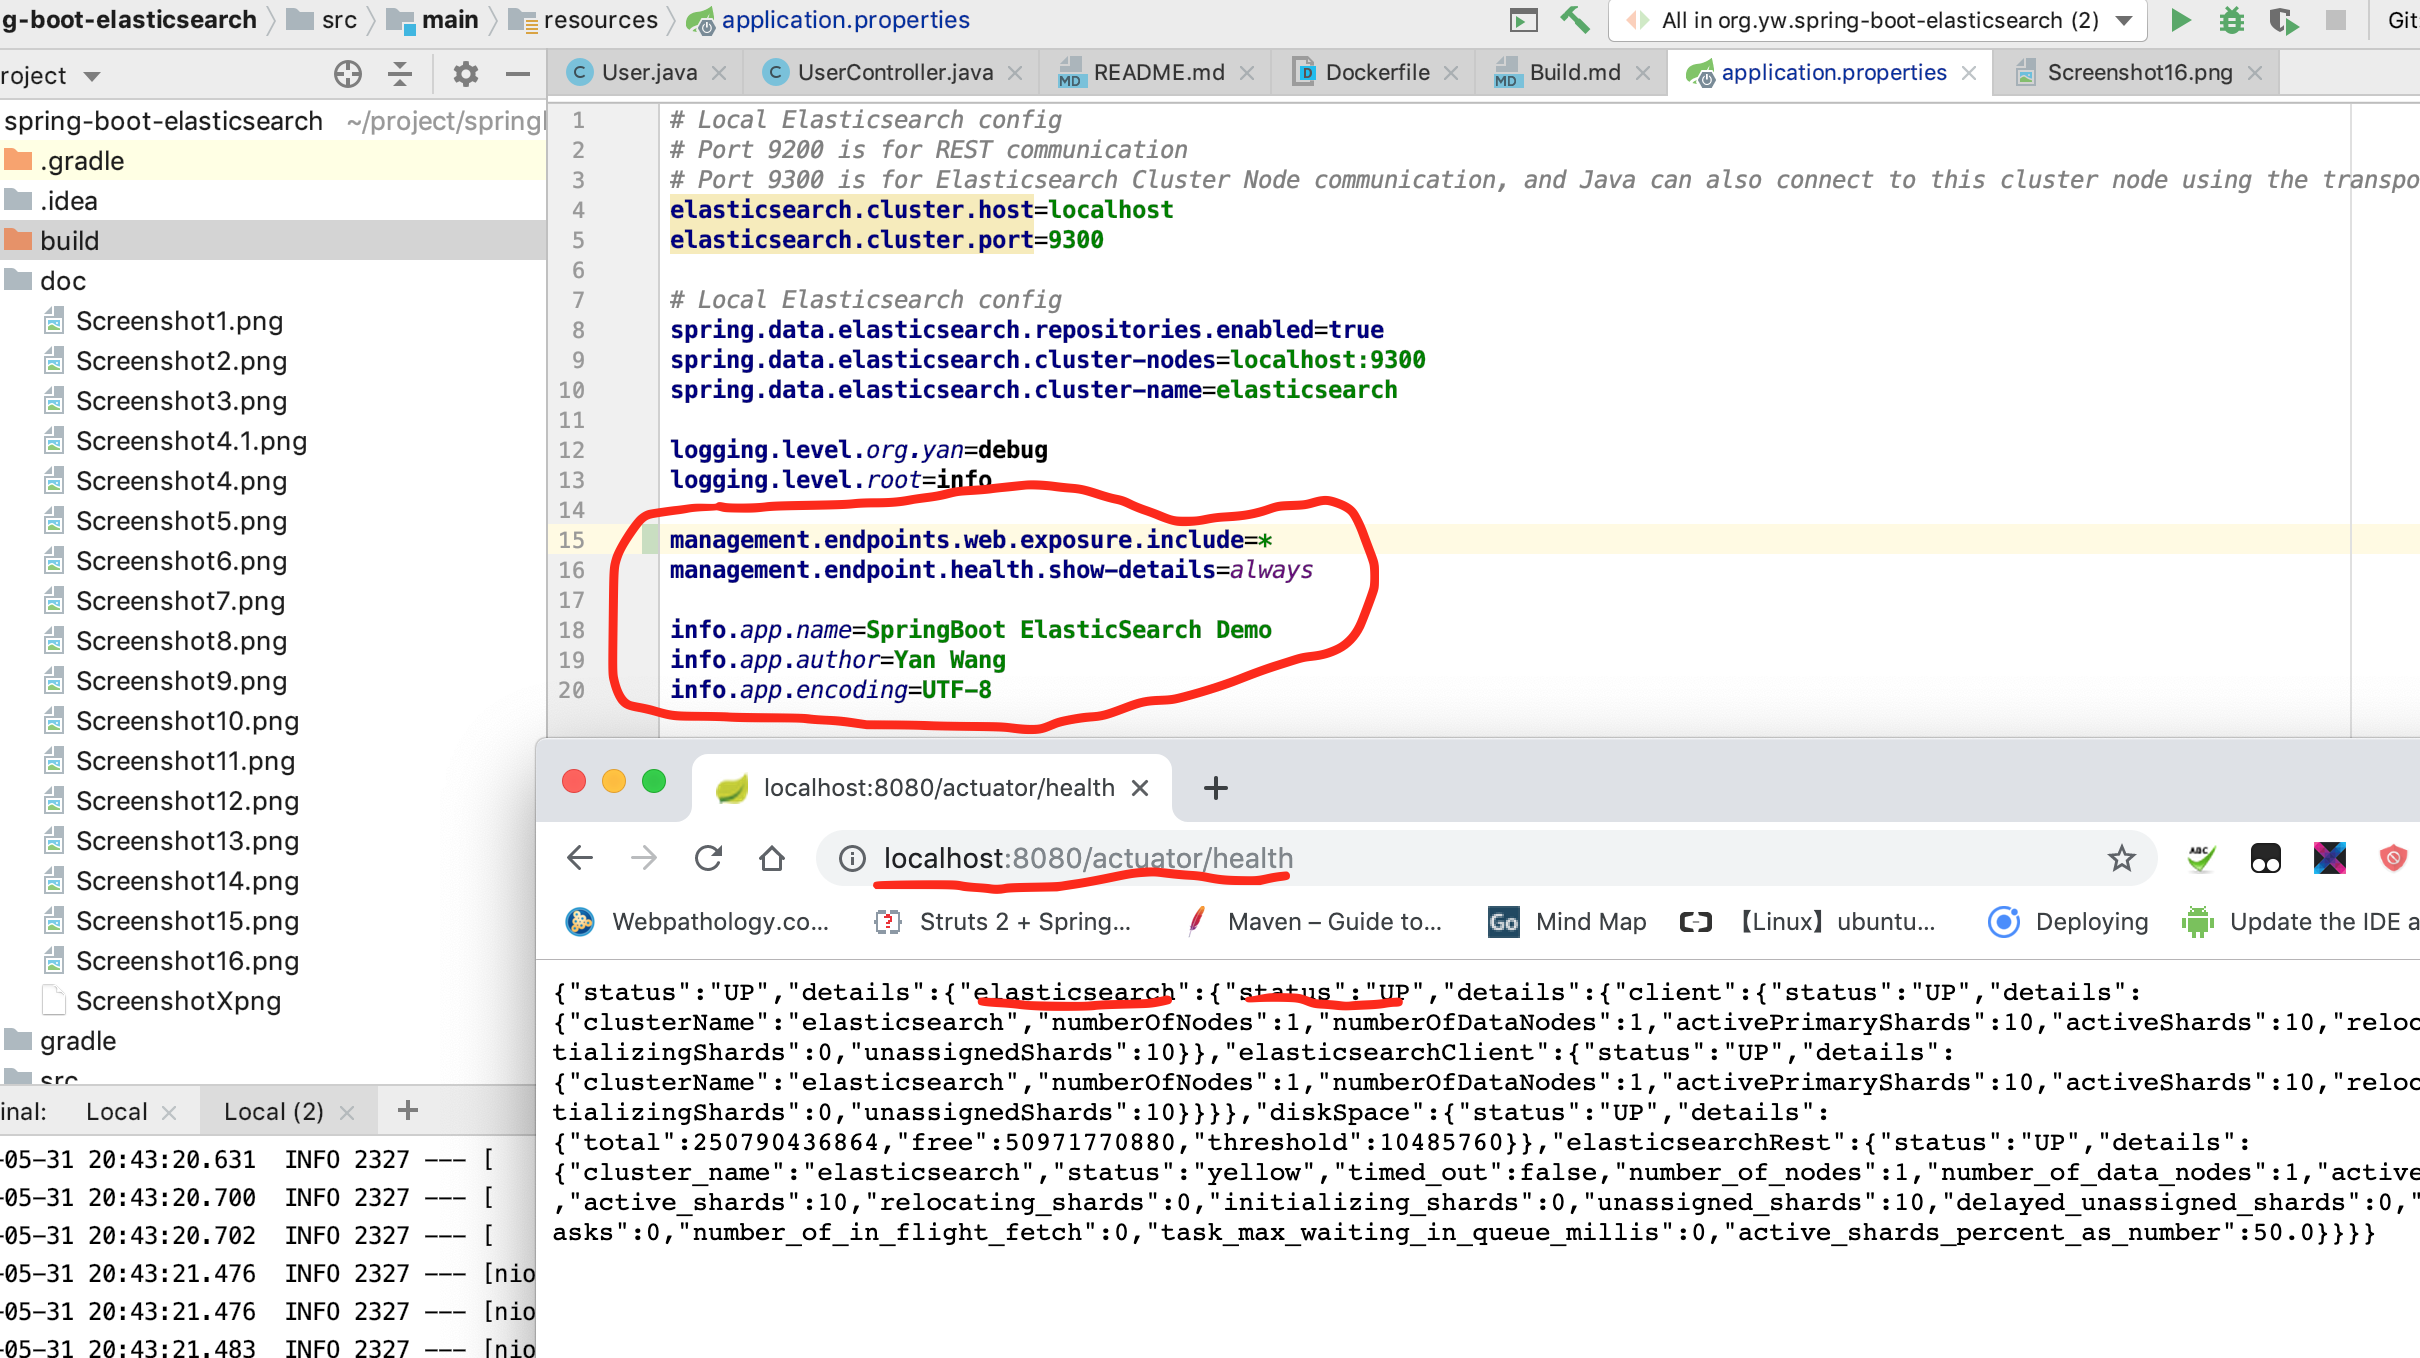 g-boot-elasticsearch src main resources application.properties All in org.yw.spring-boot-elasticsearch (2) Git
roject User.java UserController.java README.md Dockerfile Build.md application.properties Screenshot16.png
spring-boot-elasticsearch ~/project/spring
.gradle
.idea
build
doc
Screenshot1.png
Screenshot2.png
Screenshot3.png
Screenshot4.1.png
Screenshot4.png
Screenshot5.png
Screenshot6.png
Screenshot7.png
Screenshot8.png
Screenshot9.png
Screenshot10.png
Screenshot11.png
Screenshot12.png
Screenshot13.png
Screenshot14.png
Screenshot15.png
Screenshot16.png
ScreenshotXpng
gradle
src
1 # Local Elasticsearch config
2 # Port 9200 is for REST communication
3 # Port 9300 is for Elasticsearch Cluster Node communication, and Java can also connect to this cluster node using the transpo
4 elasticsearch.cluster.host=localhost
5 elasticsearch.cluster.port=9300
6
7 # Local Elasticsearch config
8 spring.data.elasticsearch.repositories.enabled=true
9 spring.data.elasticsearch.cluster-nodes=localhost:9300
10 spring.data.elasticsearch.cluster-name=elasticsearch
11
12 logging.level.org.yan=debug
13 logging.level.root=info
14
15 management.endpoints.web.exposure.include=*
16 management.endpoint.health.show-details=always
17
18 info.app.name=SpringBoot ElasticSearch Demo
19 info.app.author=Yan Wang
20 info.app.encoding=UTF-8
localhost:8080/actuator/health
localhost:8080/actuator/health ABC
Webpathology.co... Struts 2 + Spring... Maven – Guide to... Go Mind Map 【Linux】ubuntu... Deploying Update the IDE a
{"status":"UP","details":{"elasticsearch":{"status":"UP","details":{"client":{"status":"UP","details":
{"clusterName":"elasticsearch","numberOfNodes":1,"numberOfDataNodes":1,"activePrimaryShards":10,"activeShards":10,"reloc
tializingShards":0,"unassignedShards":10}},"elasticsearchClient":{"status":"UP","details":
{"clusterName":"elasticsearch","numberOfNodes":1,"numberOfDataNodes":1,"activePrimaryShards":10,"activeShards":10,"reloc
tializingShards":0,"unassignedShards":10}}}},"diskSpace":{"status":"UP","details":
{"total":250790436864,"free":50971770880,"threshold":10485760}},"elasticsearchRest":{"status":"UP","details":
{"cluster_name":"elasticsearch","status":"yellow","timed_out":false,"number_of_nodes":1,"number_of_data_nodes":1,"active
,"active_shards":10,"relocating_shards":0,"initializing_shards":0,"unassigned_shards":10,"delayed_unassigned_shards":0,"
asks":0,"number_of_in_flight_fetch":0,"task_max_waiting_in_queue_millis":0,"active_shards_percent_as_number":50.0}}}}
inal: Local Local (2)
-05-31 20:43:20.631 INFO 2327 --- [
-05-31 20:43:20.700 INFO 2327 --- [
-05-31 20:43:20.702 INFO 2327 --- [
-05-31 20:43:21.476 INFO 2327 --- [nio
-05-31 20:43:21.476 INFO 2327 --- [nio
-05-31 20:43:21.483 INFO 2327 --- [nio